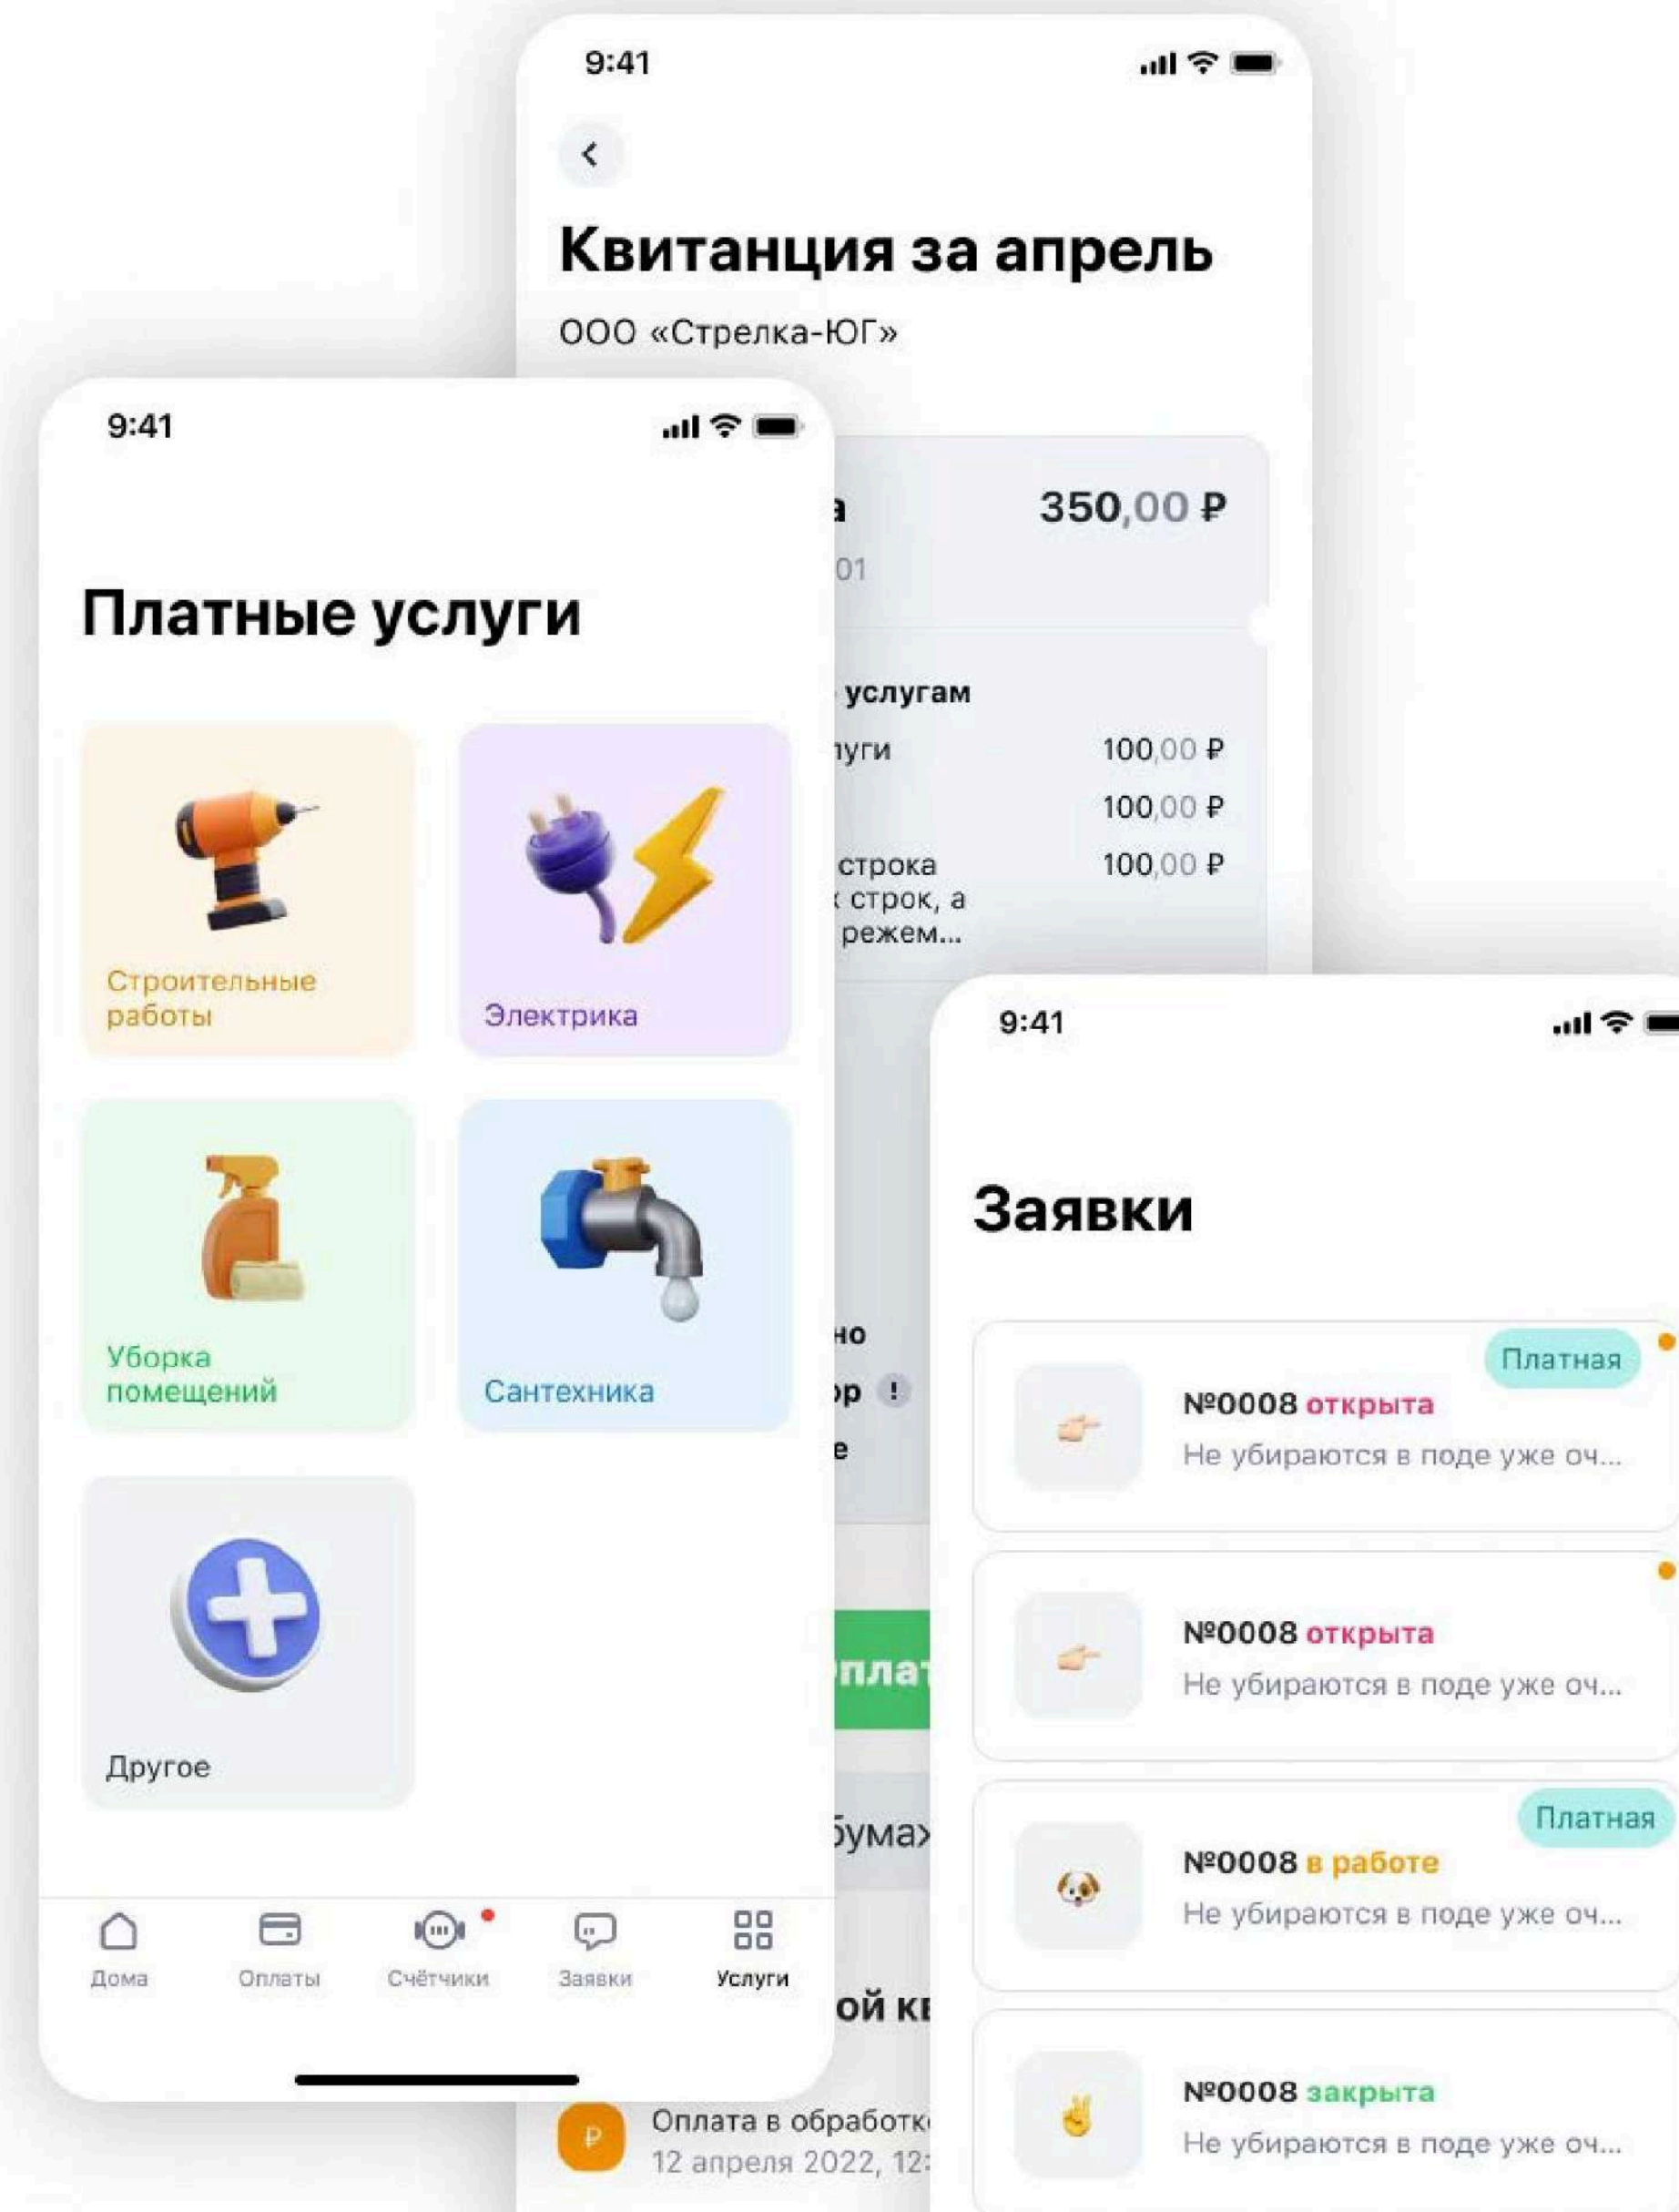 9:41
Квитанция за апрель
ООО «Стрелка-ЮГ»
350,00 ₽
01
услугам
100,00 ₽
100,00 ₽
строка
100,00 ₽
строк, а
режем...
!
Оплата в обработк
12 апреля 2022, 12:
9:41
Платные услуги
Строительные
работы
Электрика
Уборка
помещений
Сантехника
Другое
Дома
Оплаты
Счётчики
Заявки
Услуги
9:41
Заявки
Платная
№0008 открыта
Не убираются в поде уже оч...
№0008 открыта
Не убираются в поде уже оч...
Платная
№0008 в работе
Не убираются в поде уже оч...
№0008 закрыта
Не убираются в поде уже оч...